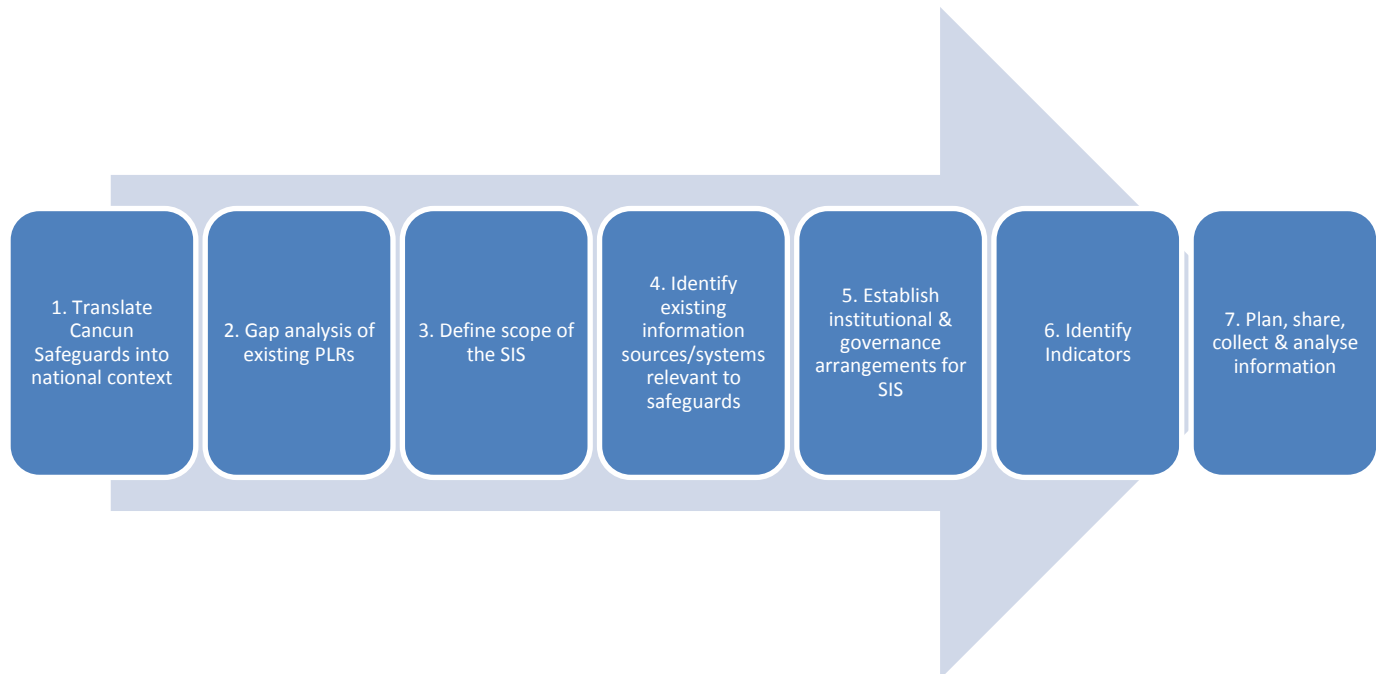 1. Translate
Cancun
Safeguards into
national context
2. Gap analysis of
existing PLRs
3. Define scope of
the SIS
4. Identify
existing
information
sources/systems
relevant to
safeguards
5. Establish
institutional &
governance
arrangements for
SIS
6. Identify
Indicators
7. Plan, share,
collect & analyse
information